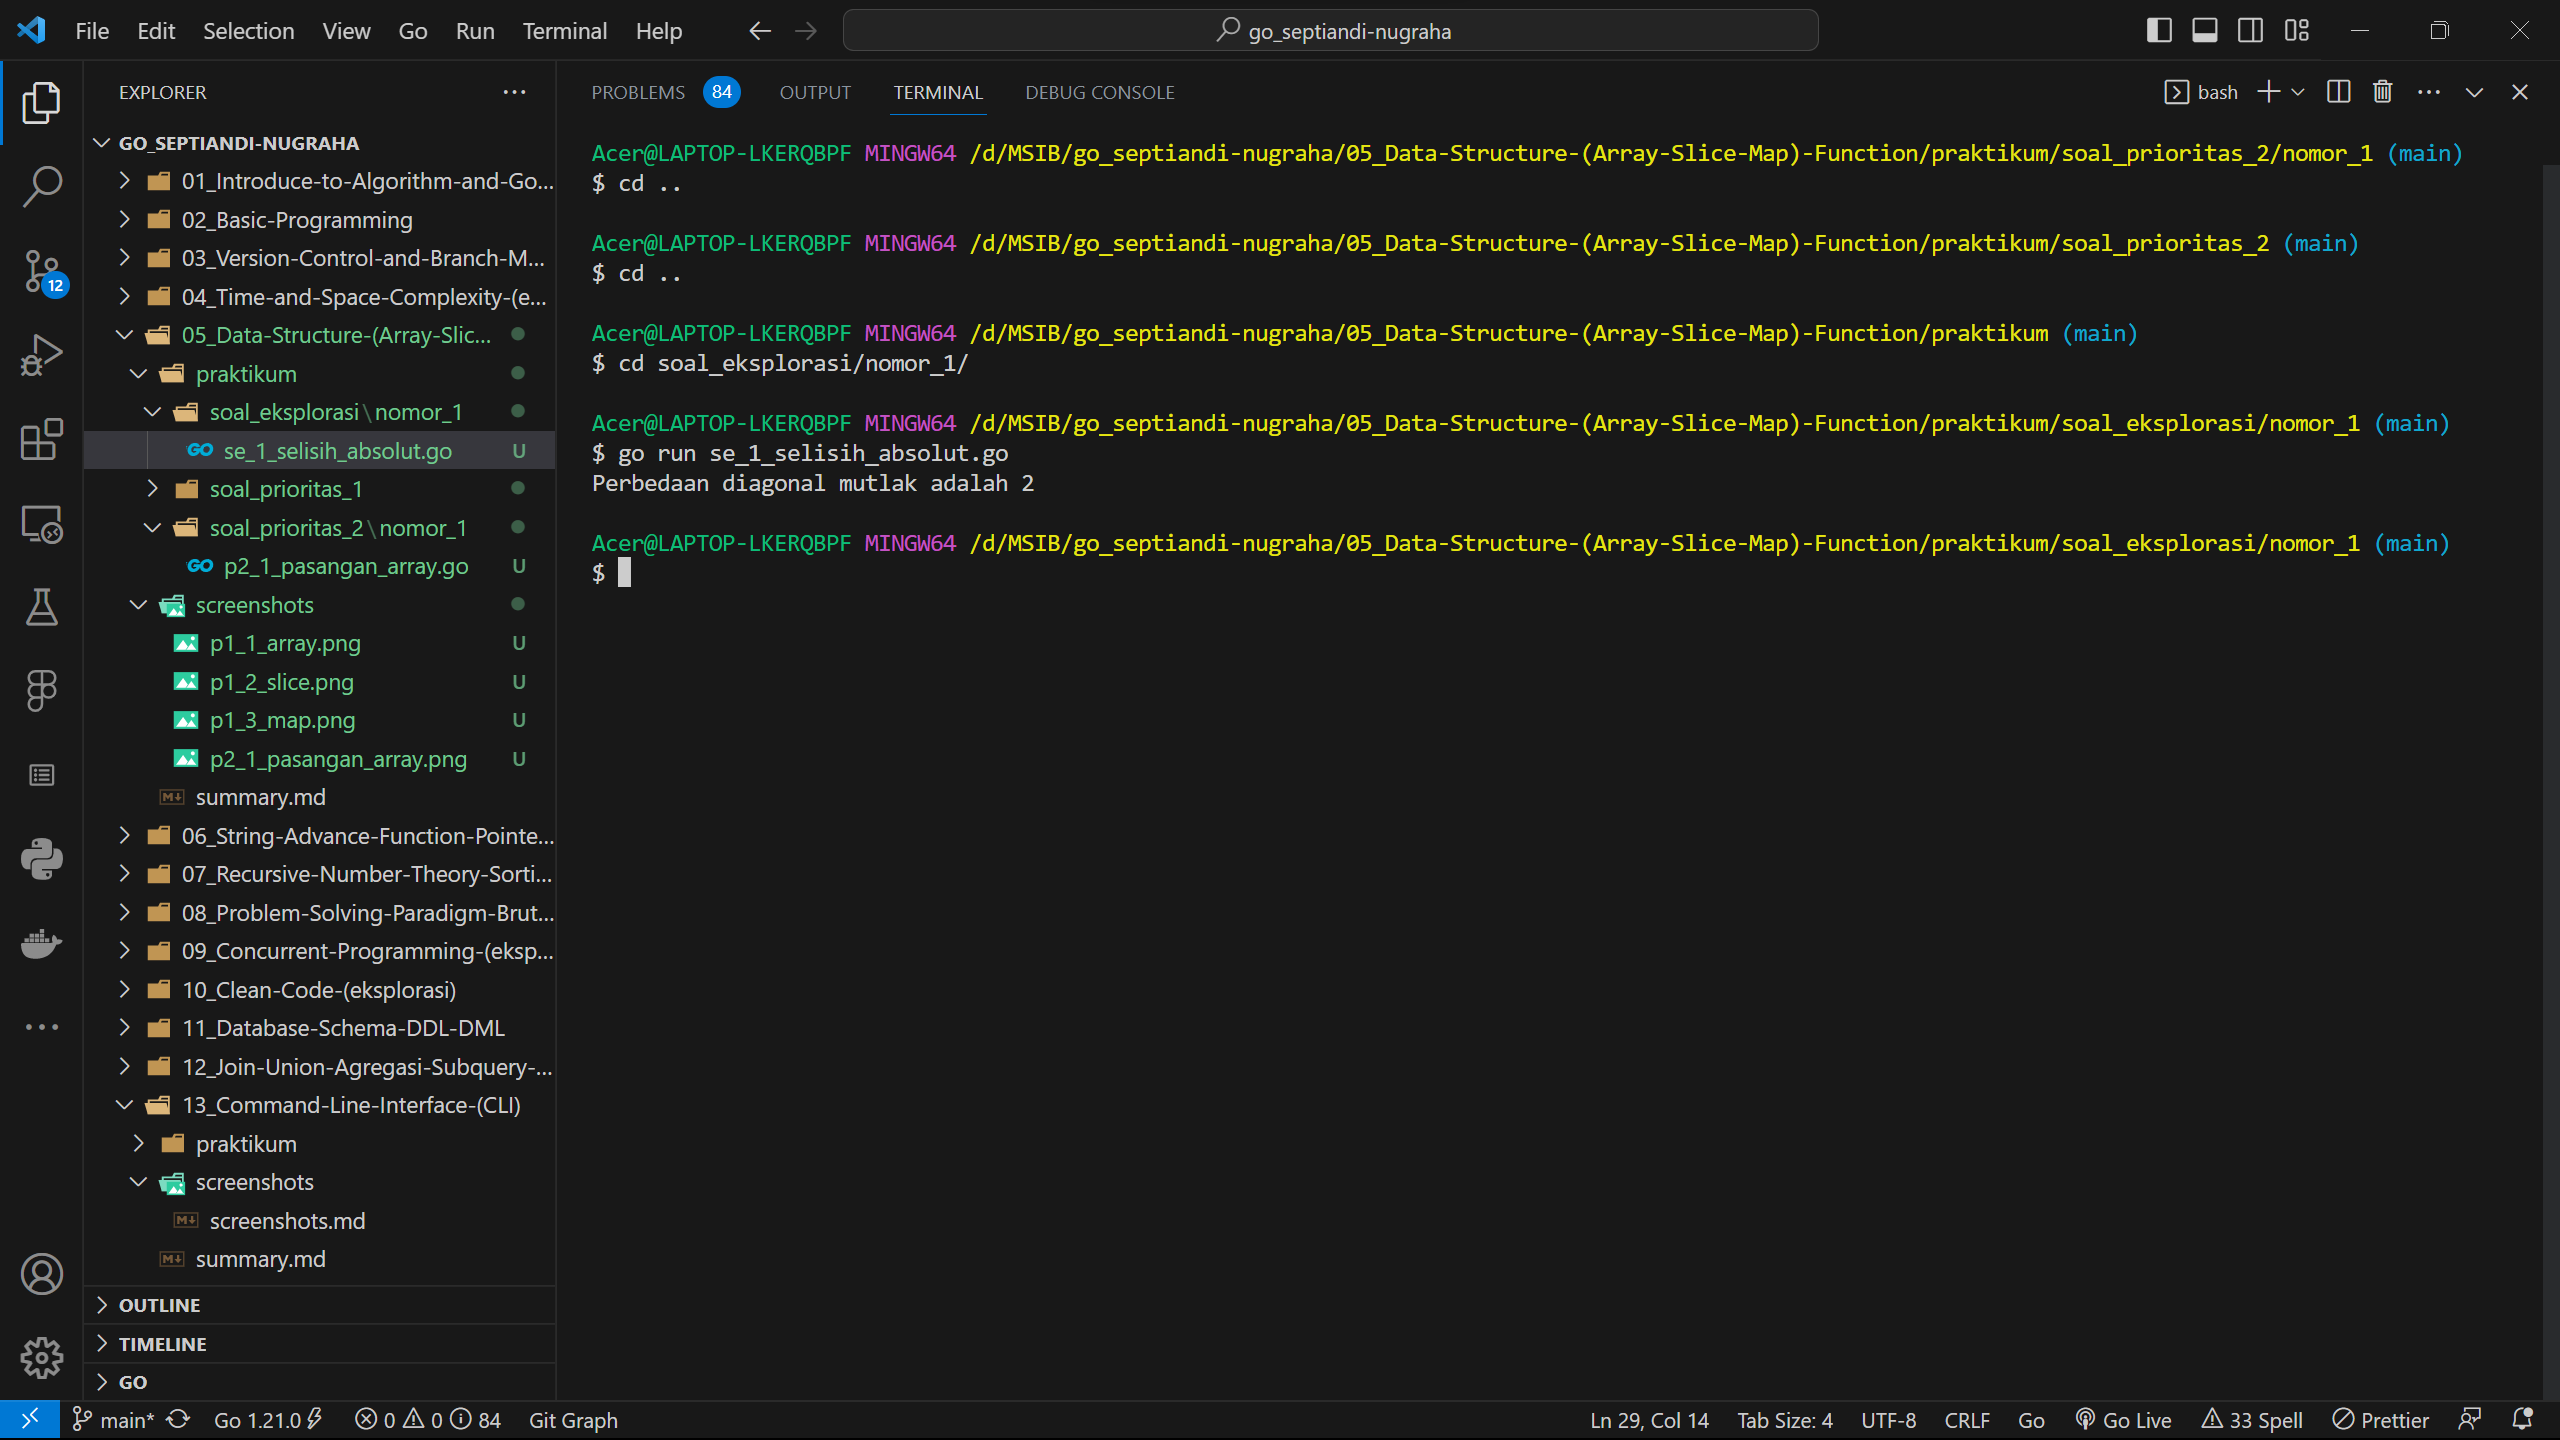 File Edit Selection View Go Run Terminal Help
go_septiandi-nugraha
EXPLORER
GO_SEPTIANDI-NUGRAHA
01_Introduce-to-Algorithm-and-Go...
02_Basic-Programming
03_Version-Control-and-Branch-M...
04_Time-and-Space-Complexity-(e...
05_Data-Structure-(Array-Slic...
praktikum
soal_eksplorasi\nomor_1
GO se_1_selisih_absolut.go U
soal_prioritas_1
soal_prioritas_2\nomor_1
GO p2_1_pasangan_array.go U
screenshots
p1_1_array.png U
p1_2_slice.png U
p1_3_map.png U
p2_1_pasangan_array.png U
summary.md
06_String-Advance-Function-Pointe...
07_Recursive-Number-Theory-Sorti...
08_Problem-Solving-Paradigm-Brut...
09_Concurrent-Programming-(eksp...
10_Clean-Code-(eksplorasi)
11_Database-Schema-DDL-DML
12_Join-Union-Agregasi-Subquery-...
13_Command-Line-Interface-(CLI)
praktikum
screenshots
screenshots.md
summary.md
OUTLINE
TIMELINE
GO
12
PROBLEMS 84 OUTPUT TERMINAL DEBUG CONSOLE
bash
Acer@LAPTOP-LKERQBPF MINGW64 /d/MSIB/go_septiandi-nugraha/05_Data-Structure-(Array-Slice-Map)-Function/praktikum/soal_prioritas_2/nomor_1 (main)
$ cd ..
Acer@LAPTOP-LKERQBPF MINGW64 /d/MSIB/go_septiandi-nugraha/05_Data-Structure-(Array-Slice-Map)-Function/praktikum/soal_prioritas_2 (main)
$ cd ..
Acer@LAPTOP-LKERQBPF MINGW64 /d/MSIB/go_septiandi-nugraha/05_Data-Structure-(Array-Slice-Map)-Function/praktikum (main)
$ cd soal_eksplorasi/nomor_1/
Acer@LAPTOP-LKERQBPF MINGW64 /d/MSIB/go_septiandi-nugraha/05_Data-Structure-(Array-Slice-Map)-Function/praktikum/soal_eksplorasi/nomor_1 (main)
$ go run se_1_selisih_absolut.go
Perbedaan diagonal mutlak adalah 2
Acer@LAPTOP-LKERQBPF MINGW64 /d/MSIB/go_septiandi-nugraha/05_Data-Structure-(Array-Slice-Map)-Function/praktikum/soal_eksplorasi/nomor_1 (main)
$
main* Go 1.21.0 0 0 84 Git Graph Ln 29, Col 14 Tab Size: 4 UTF-8 CRLF Go Go Live 33 Spell Prettier